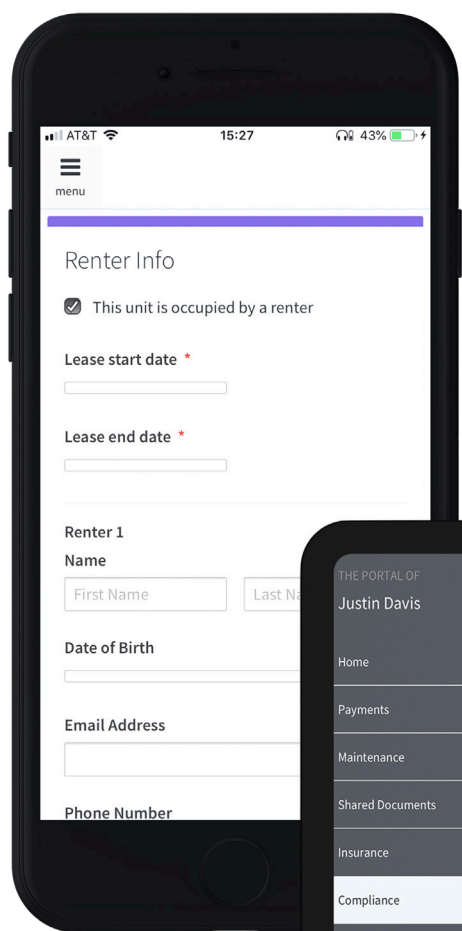 AT&T 15:27 43%
menu
Renter Info
This unit is occupied by a renter
Lease start date *
Lease end date *
Renter 1
Name
First Name Last Na
Date of Birth
Email Address
Phone Number
THE PORTAL OF
Justin Davis
Home
Payments
Maintenance
Shared Documents
Insurance
Compliance